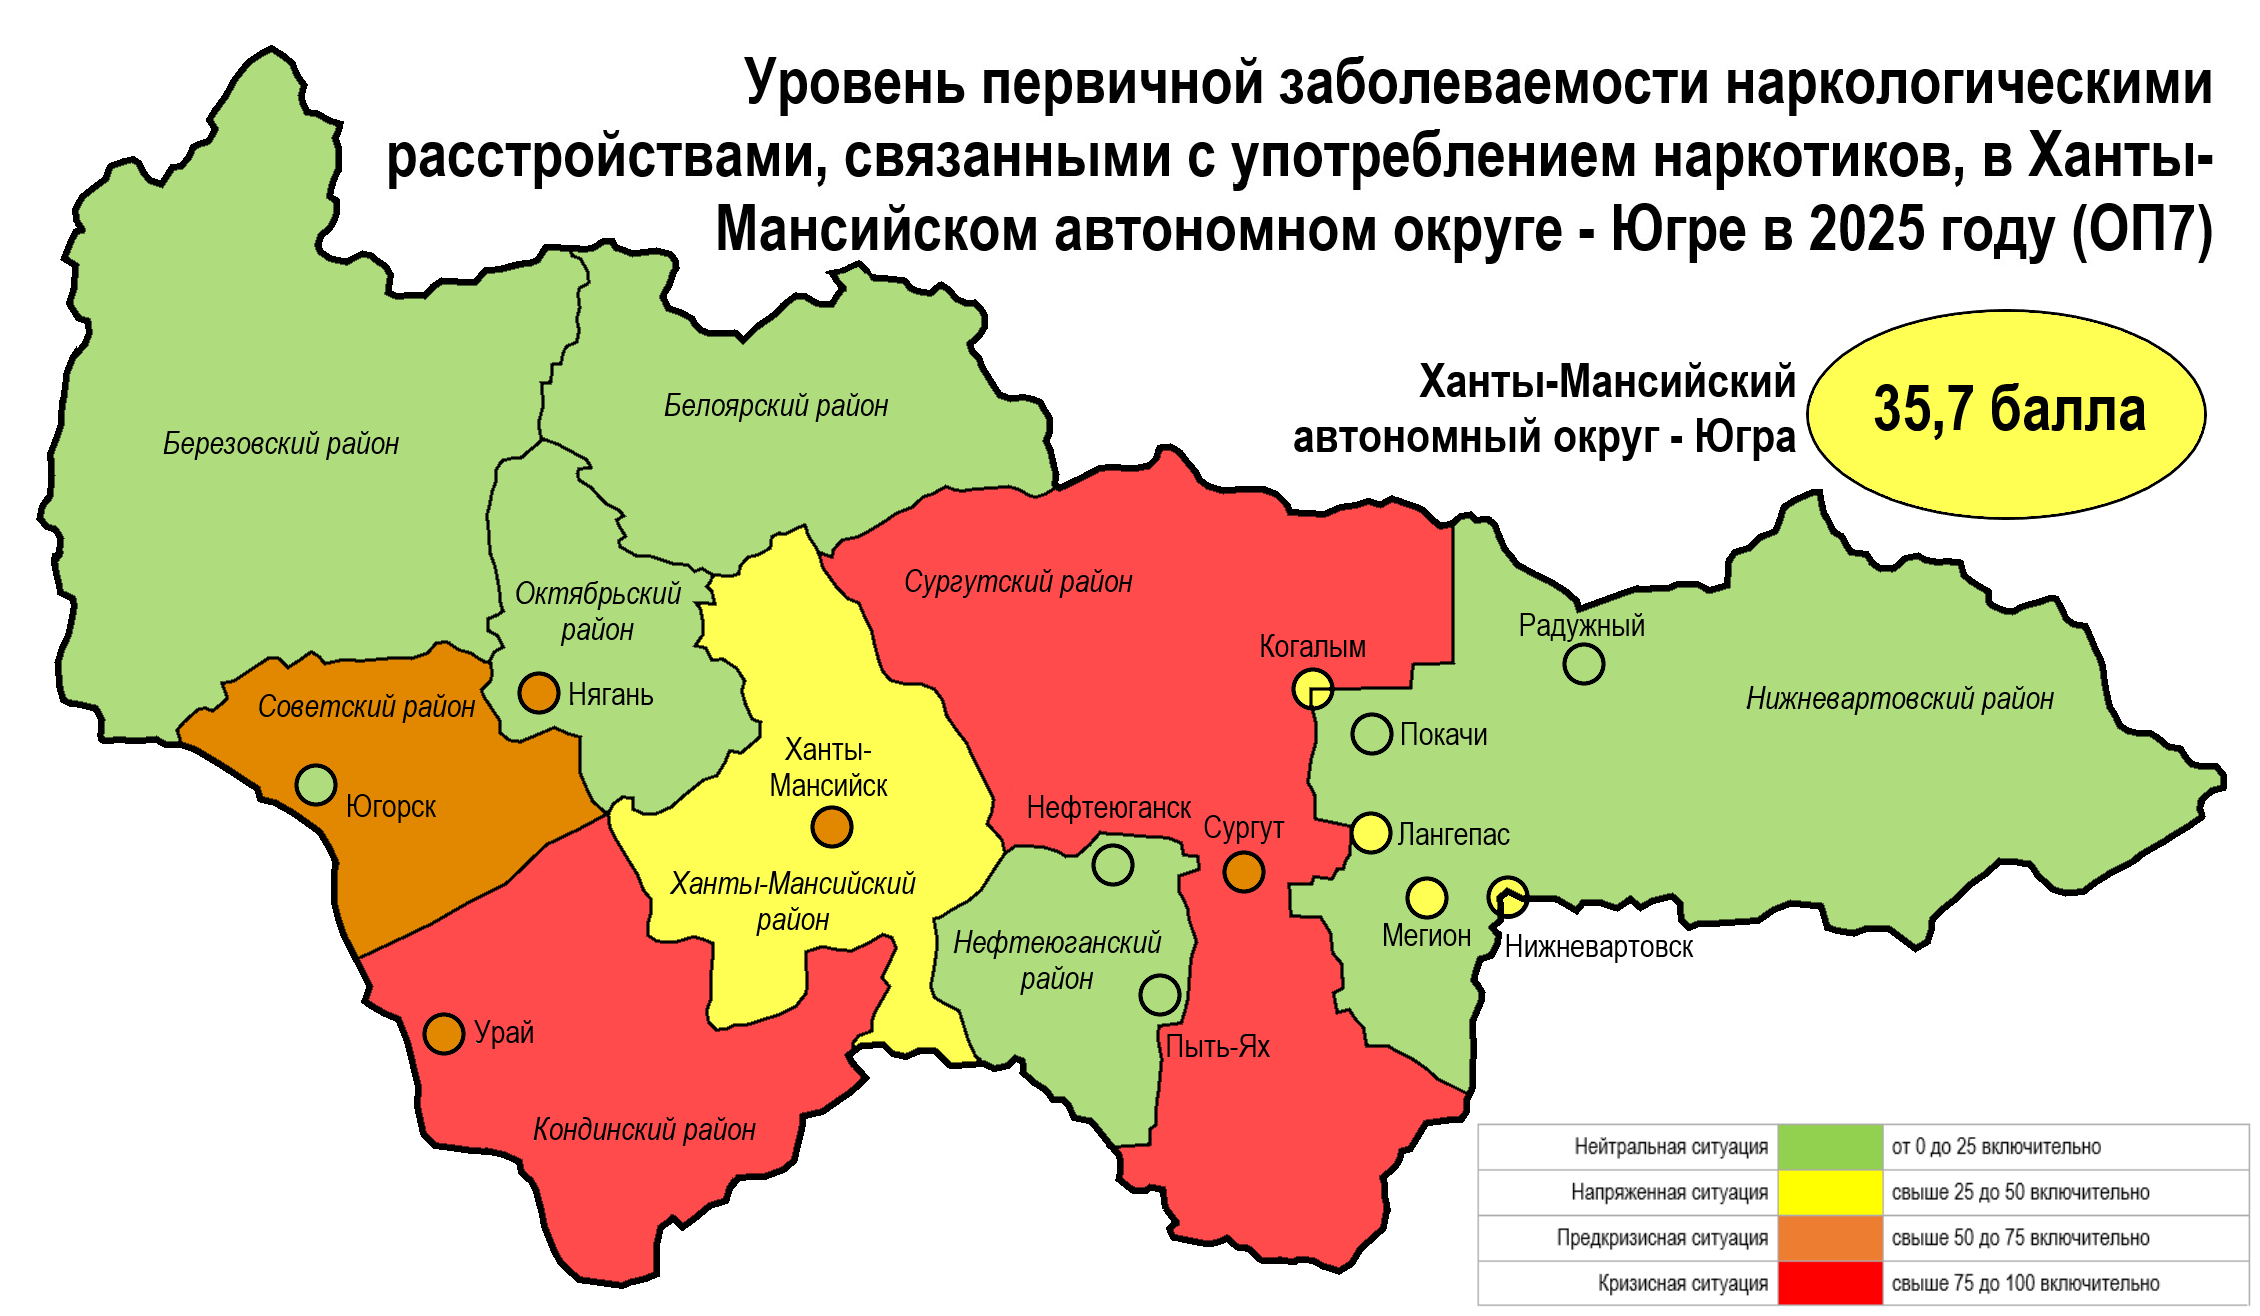 Уровень первичной заболеваемости наркологическими
расстройствами, связанными с употреблением наркотиков, в Ханты-
Мансийском автономном округе - Югре в 2025 году (ОП7)
Ханты-Мансийский
автономный округ - Югра
35,7 балла
Березовский район
Белоярский район
Октябрьский
район
Сургутский район
Радужный
Когалым
Нижневартовский район
Советский район
Нягань
Покачи
Ханты-
Мансийск
Югорск
Нефтеюганск
Сургут
Лангепас
Ханты-Мансийский
район
Мегион
Нижневартовск
Нефтеюганский
район
Урай
Пыть-Ях
Кондинский район
Нейтральная ситуация от 0 до 25 включительно
Напряженная ситуация свыше 25 до 50 включительно
Предкризисная ситуация свыше 50 до 75 включительно
Кризисная ситуация свыше 75 до 100 включительно